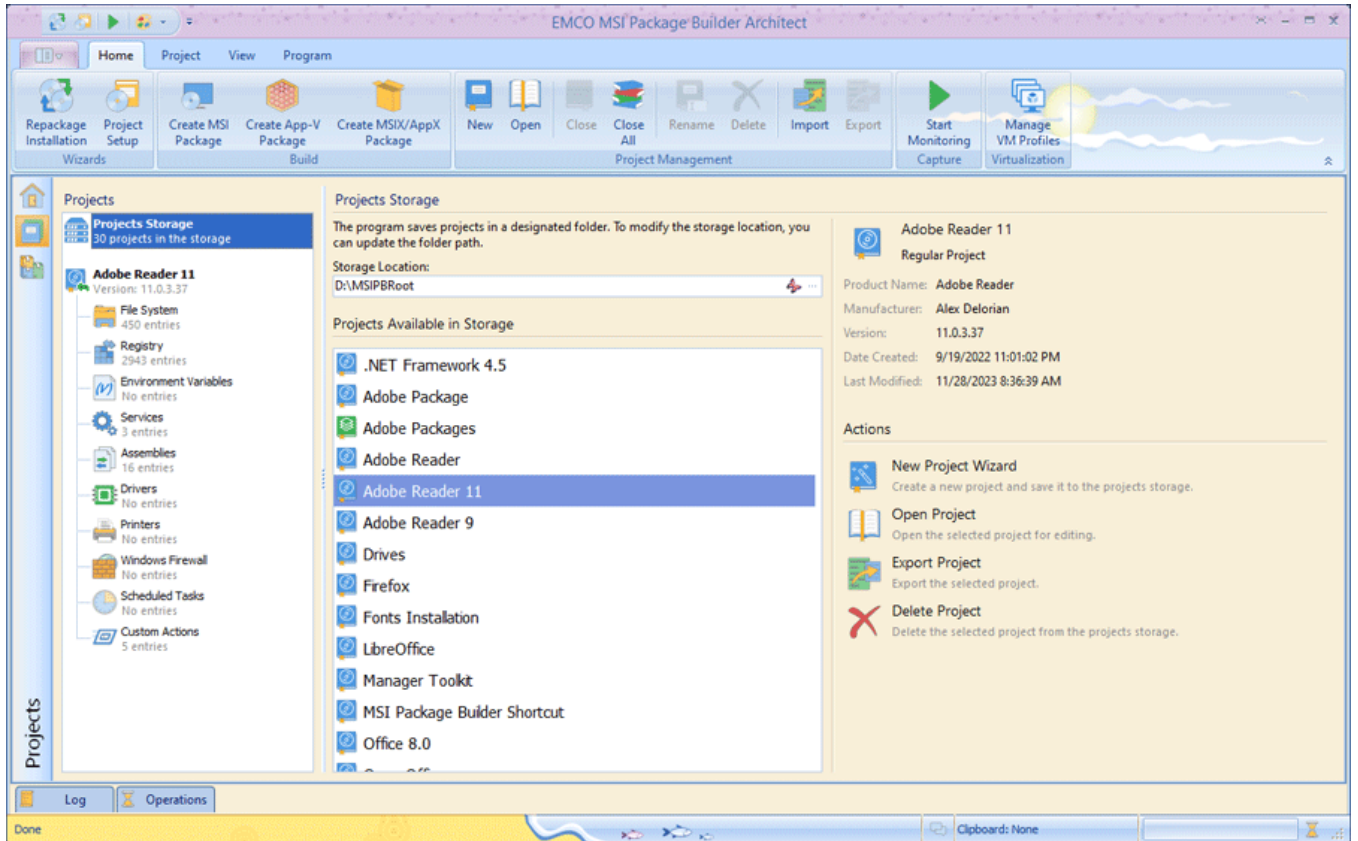 EMCO MSI Package Builder Architect
Home Project View Program
Repackage Installation
Project Setup
Create MSI Package
Create App-V Package
Create MSIX/AppX Package
New
Open
Close
Close All
Rename
Delete
Import
Export
Start Monitoring
Manage VM Profiles
Wizards
Build
Project Management
Capture
Virtualization
Projects
Projects
Projects Storage
30 projects in the storage
Adobe Reader 11
Version: 11.0.3.37
File System
450 entries
Registry
2943 entries
Environment Variables
No entries
Services
3 entries
Assemblies
16 entries
Drivers
No entries
Printers
No entries
Windows Firewall
No entries
Scheduled Tasks
No entries
Custom Actions
5 entries
Projects Storage
The program saves projects in a designated folder. To modify the storage location, you
can update the folder path.
Storage Location:
D:\MSIPBRoot
Projects Available in Storage
.NET Framework 4.5
Adobe Package
Adobe Packages
Adobe Reader
Adobe Reader 11
Adobe Reader 9
Drives
Firefox
Fonts Installation
LibreOffice
Manager Toolkit
MSI Package Builder Shortcut
Office 8.0
Adobe Reader 11
Regular Project
Product Name: Adobe Reader
Manufacturer: Alex Delorian
Version: 11.0.3.37
Date Created: 9/19/2022 11:01:02 PM
Last Modified: 11/28/2023 8:36:39 AM
Actions
New Project Wizard
Create a new project and save it to the projects storage.
Open Project
Open the selected project for editing.
Export Project
Export the selected project.
Delete Project
Delete the selected project from the projects storage.
Log
Operations
Done
Clipboard: None